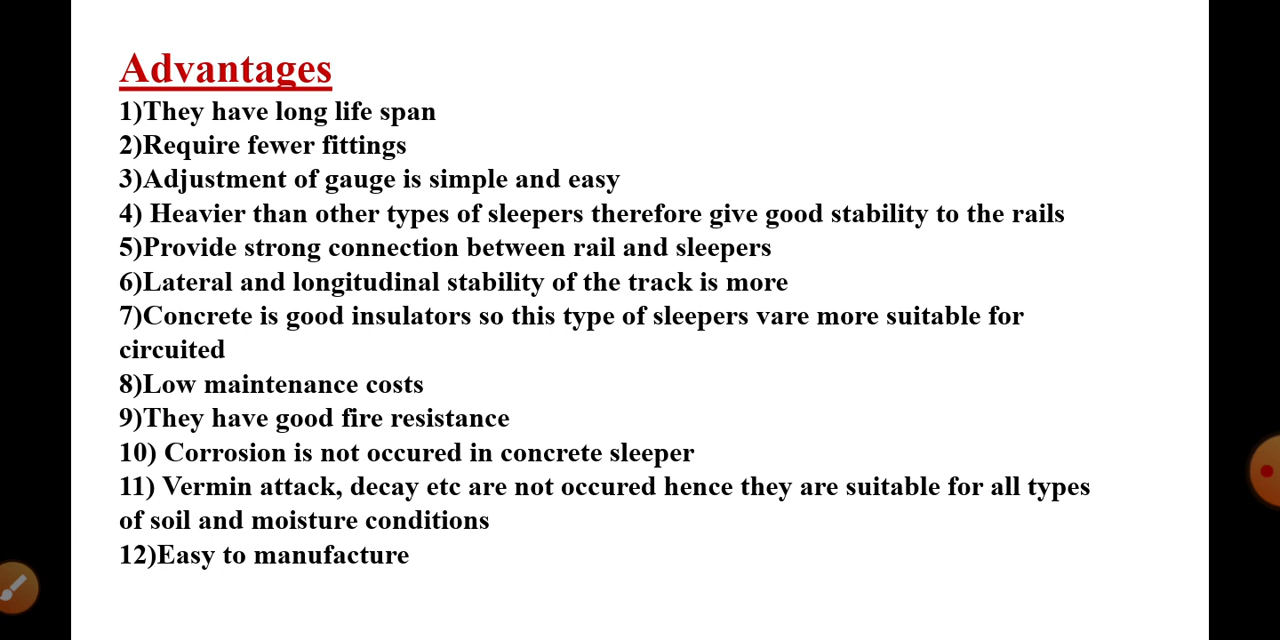 Advantages
1)They have long life span
2)Require fewer fittings
3)Adjustment of gauge is simple and easy
4) Heavier than other types of sleepers therefore give good stability to the rails
5)Provide strong connection between rail and sleepers
6)Lateral and longitudinal stability of the track is more
7)Concrete is good insulators so this type of sleepers vare more suitable for
circuited
8)Low maintenance costs
9)They have good fire resistance
10) Corrosion is not occured in concrete sleeper
11) Vermin attack, decay etc are not occured hence they are suitable for all types
of soil and moisture conditions
12)Easy to manufacture